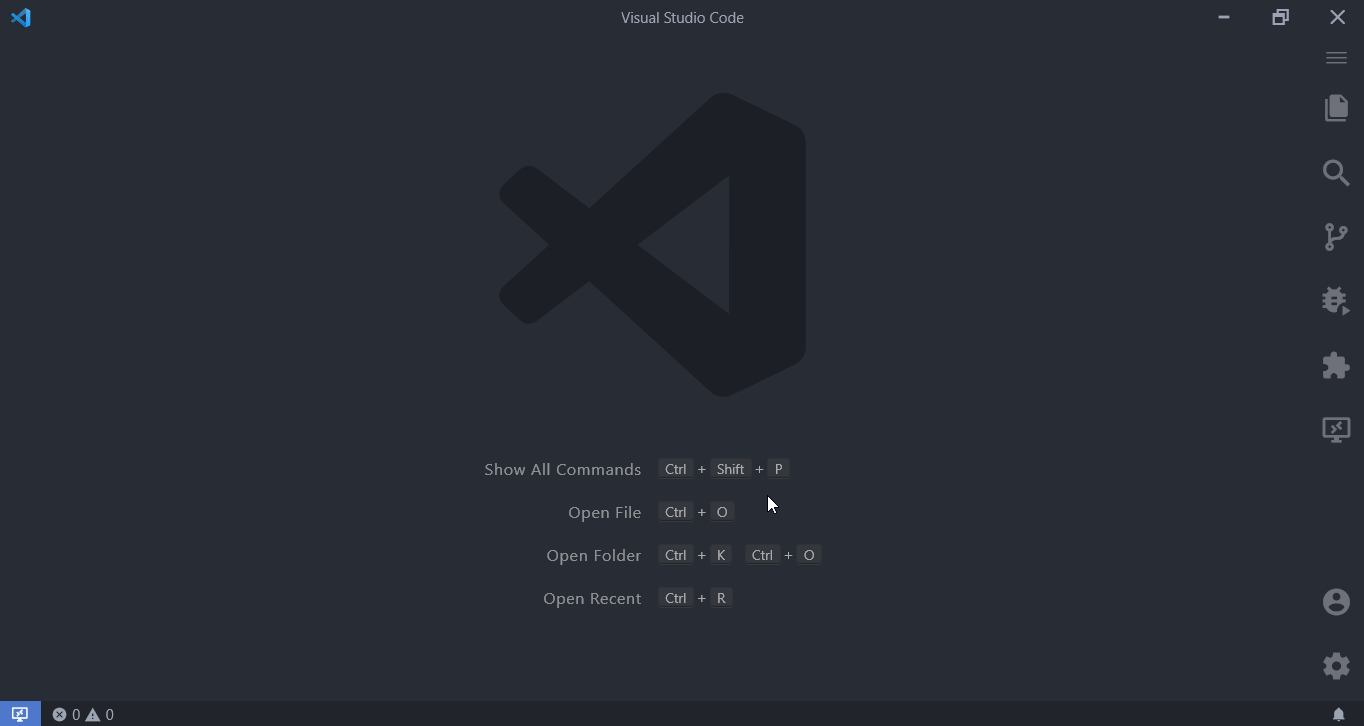 Visual Studio Code
Show All Commands Ctrl + Shift + P
Open File Ctrl + O
Open Folder Ctrl + K Ctrl + O
Open Recent Ctrl + R
0 0